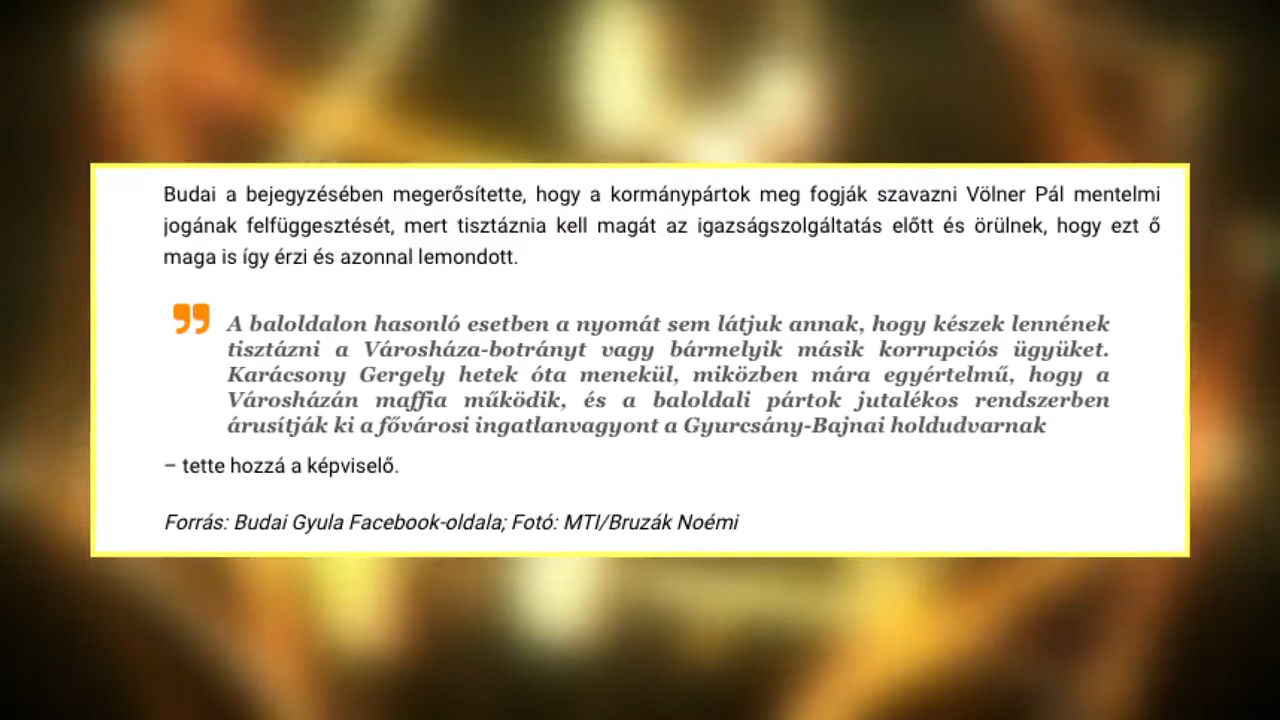 Budai a bejegyzésében megerősítette, hogy a kormánypártok meg fogják szavazni Völner Pál mentelmi
jogának felfüggesztését, mert tisztáznia kell magát az igazságszolgáltatás előtt és örülnek, hogy ezt ő
maga is így érzi és azonnal lemondott.
A baloldalon hasonló esetben a nyomát sem látjuk annak, hogy készek lennének
tisztázni a Városháza-botrányt vagy bármelyik másik korrupciós ügyüket.
Karácsony Gergely hetek óta menekül, miközben mára egyértelmű, hogy a
Városházán maffia működik, és a baloldali pártok jutalékos rendszerben
árusítják ki a fővárosi ingatlanvagyont a Gyurcsány-Bajnai holdudvarnak
– tette hozzá a képviselő.
Forrás: Budai Gyula Facebook-oldala; Fotó: MTI/Bruzák Noémi